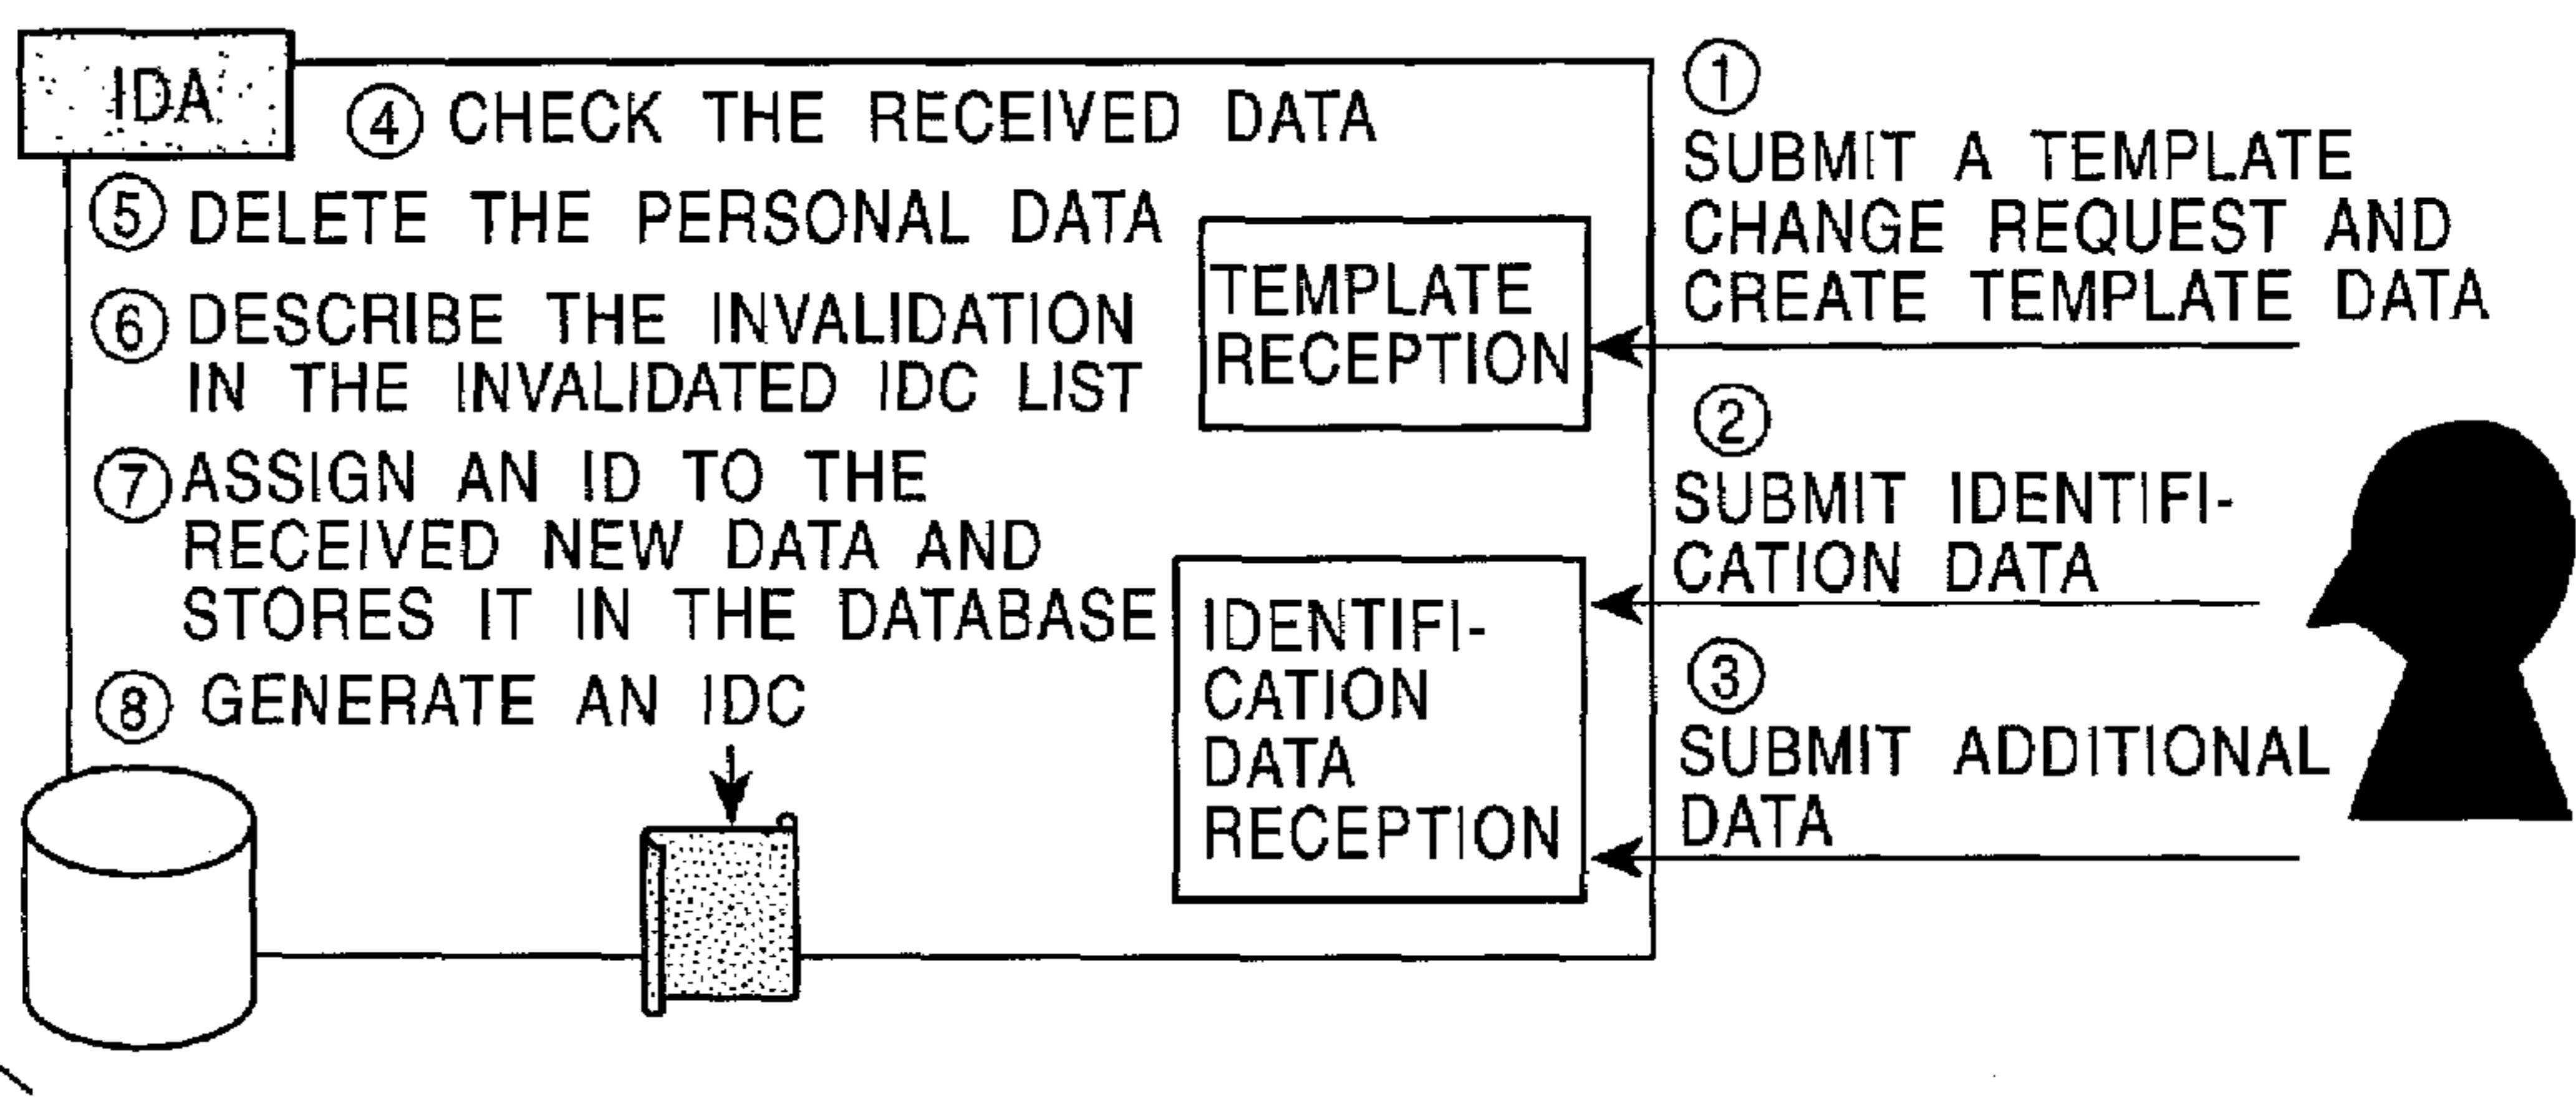 IDA
④ CHECK THE RECEIVED DATA
⑤ DELETE THE PERSONAL DATA
⑥ DESCRIBE THE INVALIDATION
IN THE INVALIDATED IDC LIST
⑦ ASSIGN AN ID TO THE
RECEIVED NEW DATA AND
STORES IT IN THE DATABASE
⑧ GENERATE AN IDC
TEMPLATE
RECEPTION
IDENTIFI-
CATION
DATA
RECEPTION
①
SUBMIT A TEMPLATE
CHANGE REQUEST AND
CREATE TEMPLATE DATA
②
SUBMIT IDENTIFI-
CATION DATA
③
SUBMIT ADDITIONAL
DATA